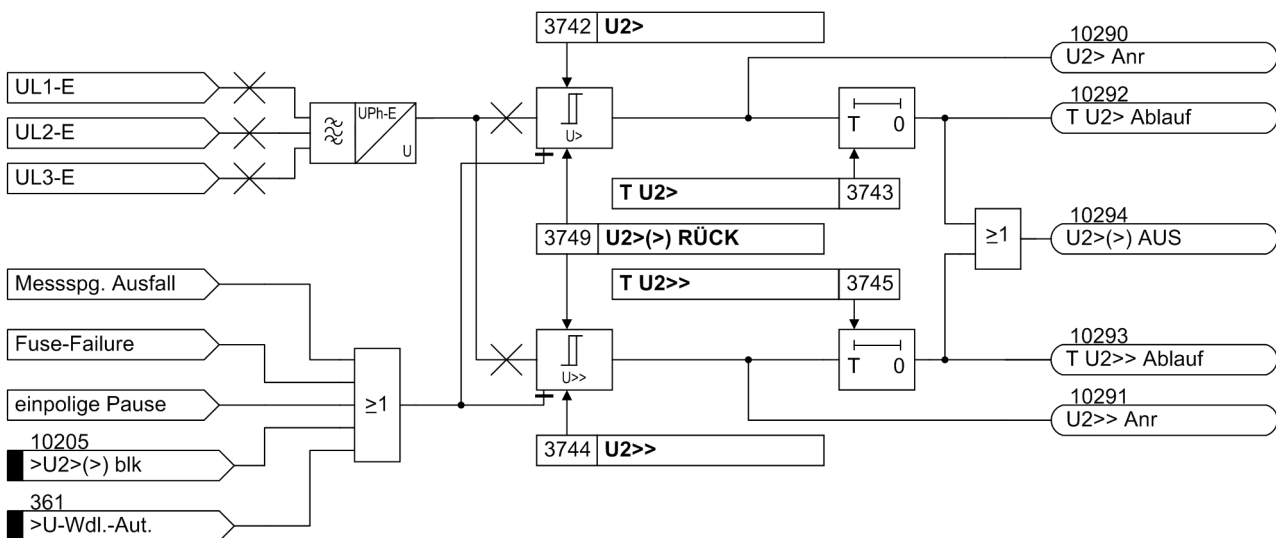 3742 U2>
10290
U2> Anr
UL1-E
UL2-E
UL3-E
UPh-E
U
U>
T 0
10292
T U2> Ablauf
T U2> 3743
3749 U2>(>) RÜCK
≥1
10294
U2>(>) AUS
T U2>> 3745
Messspg. Ausfall
Fuse-Failure
einpolige Pause
10205
>U2>(>) blk
361
>U-Wdl.-Aut.
≥1
U>>
T 0
10293
T U2>> Ablauf
10291
U2>> Anr
3744 U2>>